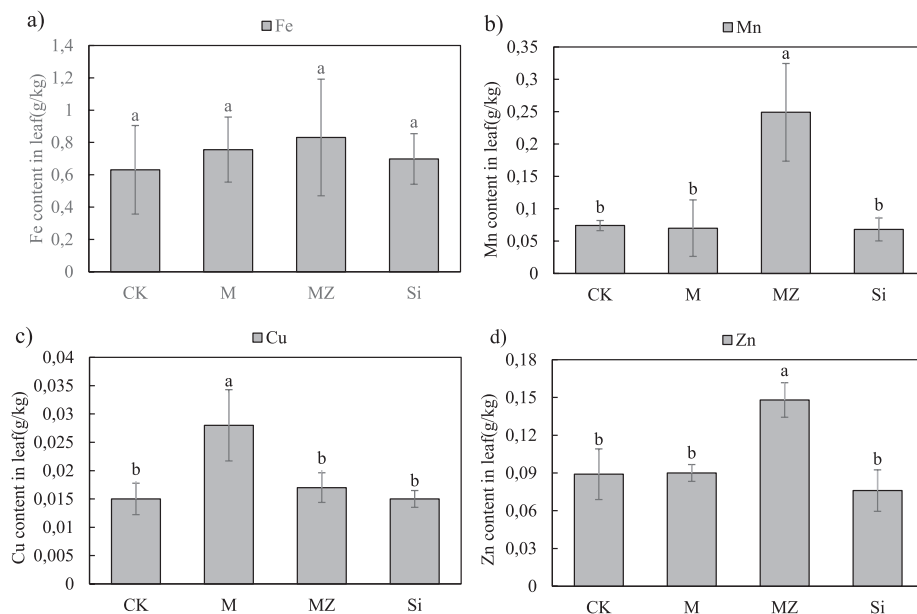 a)
Fe
Fe content in leaf(g/kg)
1,4
1,2
1
0,8
0,6
0,4
0,2
0
a
a
a
a
CK M MZ Si
b)
Mn
Mn content in leaf(g/kg)
0,35
0,3
0,25
0,2
0,15
0,1
0,05
0
b
b
a
b
CK M MZ Si
c)
Cu
Cu content in leaf(g/kg)
0,04
0,035
0,03
0,025
0,02
0,015
0,01
0,005
0
b
a
b
b
CK M MZ Si
d)
Zn
Zn content in leaf(g/kg)
0,18
0,15
0,12
0,09
0,06
0,03
0
b
b
a
b
CK M MZ Si